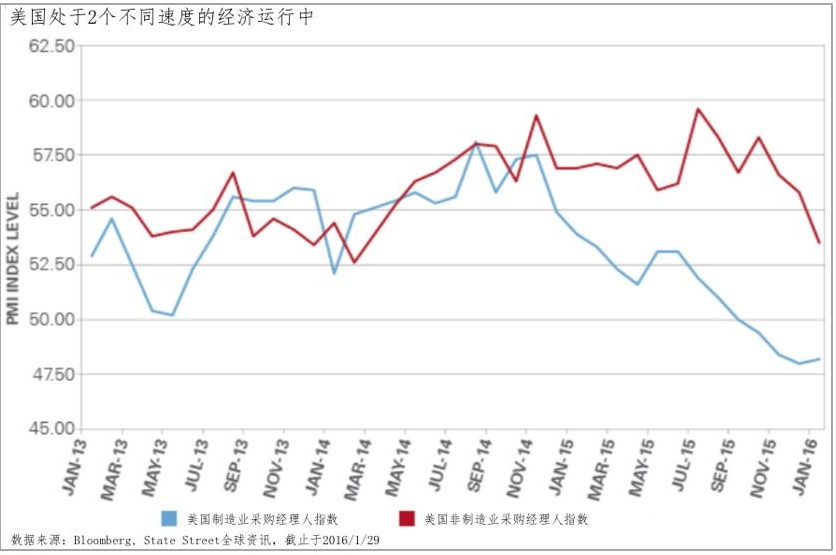 美国处于2个不同速度的经济运行中
62.50
60.00
57.50
55.00
52.50
50.00
47.50
45.00
PMI INDEX LEVEL
JAN-13 MAR-13 MAY-13 JUL-13 SEP-13 NOV-13 JAN-14 MAR-14 MAY-14 JUL-14 SEP-14 NOV-14 JAN-15 MAR-15 MAY-15 JUL-15 SEP-15 NOV-15 JAN-16
美国制造业采购经理人指数 美国非制造业采购经理人指数
数据来源：Bloomberg, State Street全球资讯，截止于2016/1/29